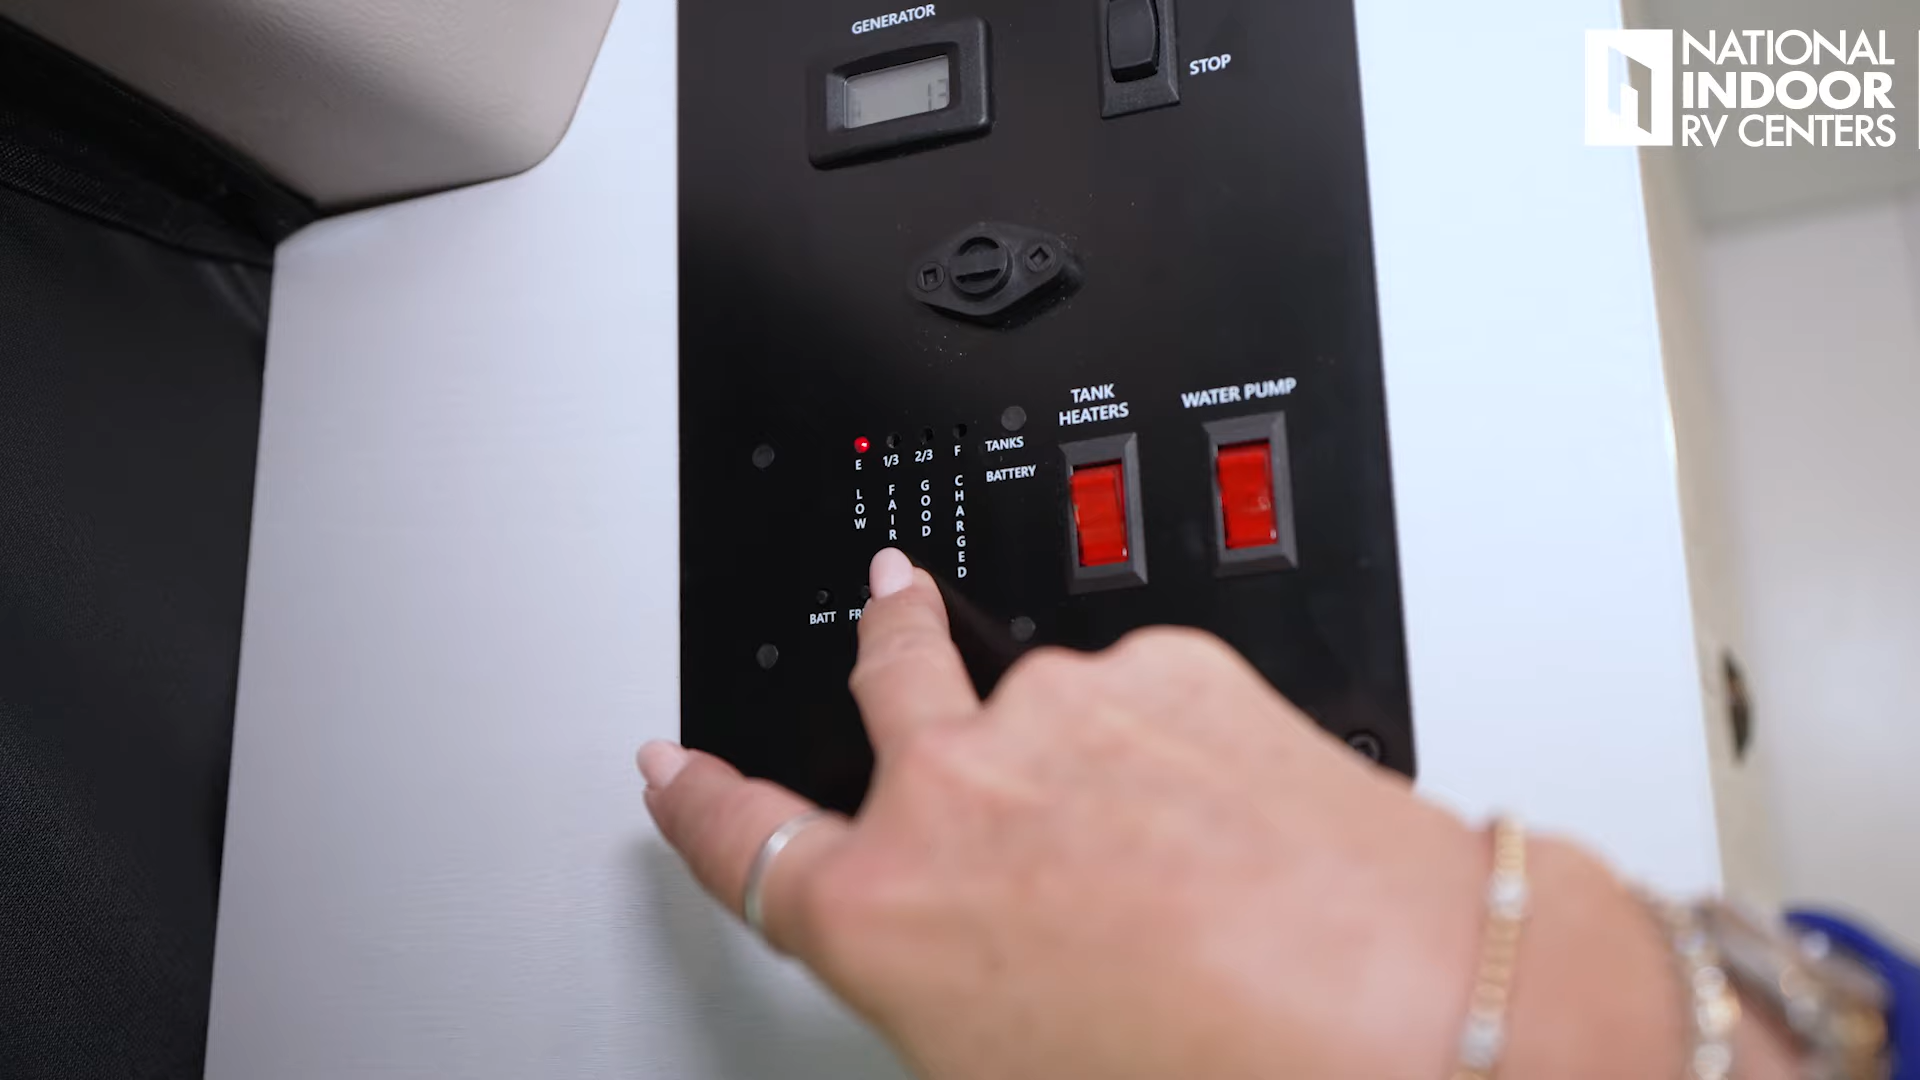 NATIONAL
INDOOR
RV CENTERS
GENERATOR
STOP
TANK
HEATERS
WATER PUMP
E 1/3 2/3 F TANKS
LOW FAIR GOOD CHARGED BATTERY
BATT